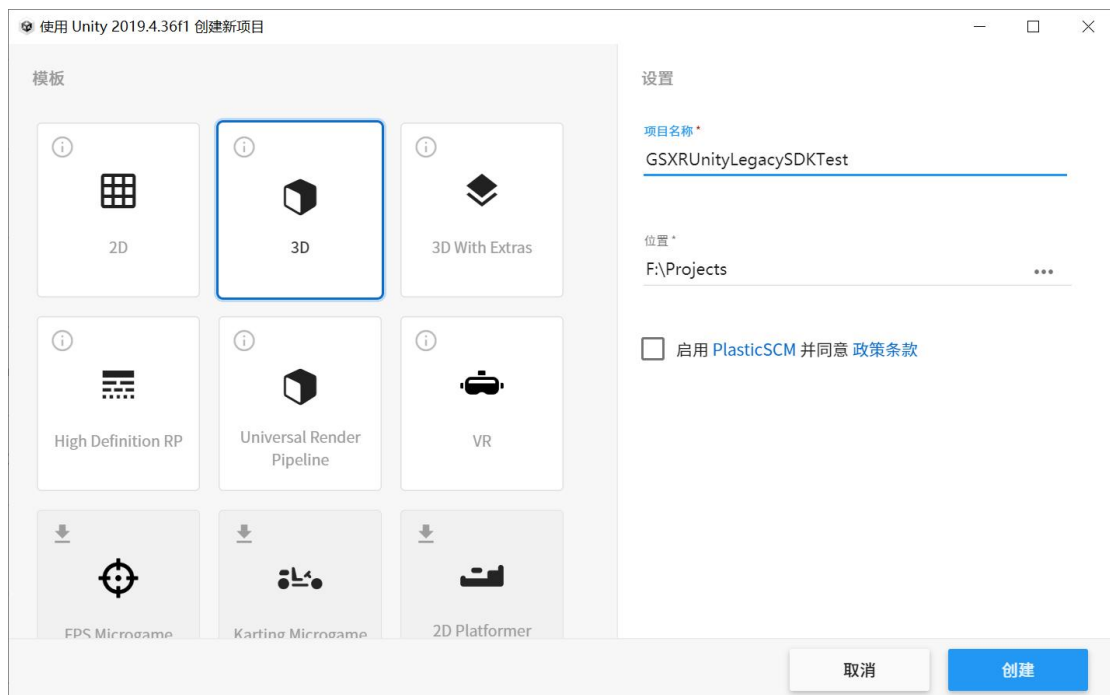 使用 Unity 2019.4.36f1 创建新项目
模板
2D
3D
3D With Extras
High Definition RP
Universal Render
Pipeline
VR
FPS Microgame
Karting Microgame
2D Platformer
设置
项目名称*
GSXRUnityLegacySDKTest
位置*
F:\Projects
启用 PlasticSCM 并同意 政策条款
取消
创建